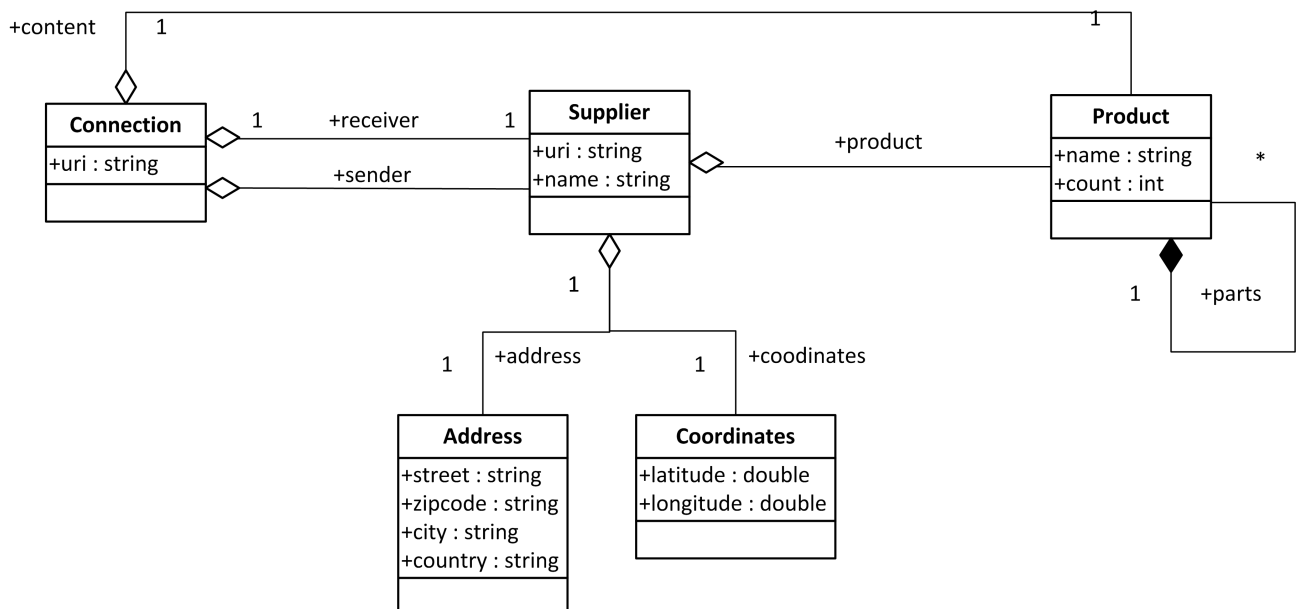 +content
1
1
Connection
+uri : string
1
+receiver
1
+sender
Supplier
+uri : string
+name : string
+product
Product
+name : string
+count : int
*
1
+parts
1
1
+address
1
+coodinates
Address
+street : string
+zipcode : string
+city : string
+country : string
Coordinates
+latitude : double
+longitude : double